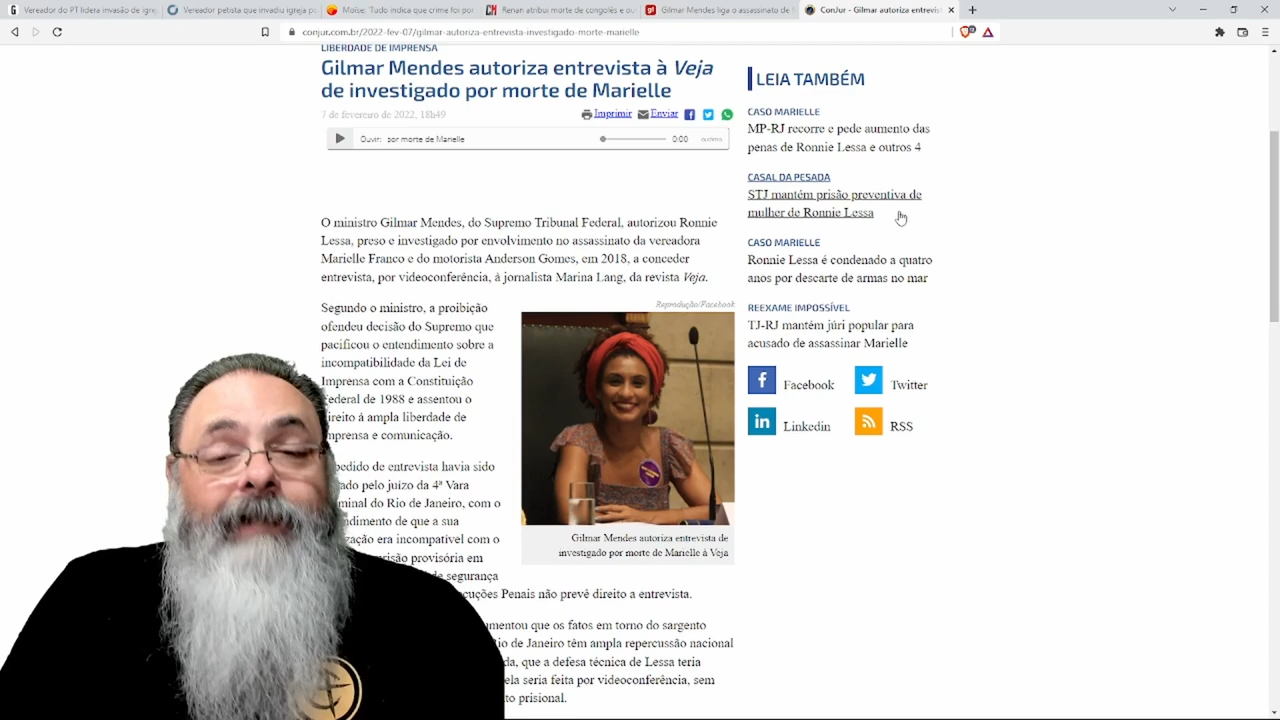 Vereador do PT lidera invasão de igrej
Vereador petista que invadiu igreja po
Moïse: 'Tudo indica que crime foi por
Renan atribui morte de congolês e ou
Gilmar Mendes liga o assassinato de
ConJur - Gilmar autoriza entrevist
conjur.com.br/2022-fev-07/gilmar-autoriza-entrevista-investigado-morte-marielle
LIBERDADE DE IMPRENSA
Gilmar Mendes autoriza entrevista à Veja
de investigado por morte de Marielle
7 de fevereiro de 2022, 18h49
Imprimir Enviar
Ouvir: por morte de Marielle 0:00
O ministro Gilmar Mendes, do Supremo Tribunal Federal, autorizou Ronnie
Lessa, preso e investigado por envolvimento no assassinato da vereadora
Marielle Franco e do motorista Anderson Gomes, em 2018, a conceder
entrevista, por videoconferência, à jornalista Marina Lang, da revista Veja.
Reprodução/Facebook
Segundo o ministro, a proibição
ofendeu decisão do Supremo que
pacificou o entendimento sobre a
incompatibilidade da Lei de
Imprensa com a Constituição
Federal de 1988 e assentou o
direito à ampla liberdade de
imprensa e comunicação.
pedido de entrevista havia sido
ado pelo juízo da 4ª Vara
minal do Rio de Janeiro, com o
ndimento de que a sua
zação era incompatível com o
isão provisória em
de segurança
cuções Penais não prevê direito a entrevista.
Gilmar Mendes autoriza entrevista de
investigado por morte de Marielle à Veja
mentou que os fatos em torno do sargento
Rio de Janeiro têm ampla repercussão nacional
da, que a defesa técnica de Lessa teria
ela seria feita por videoconferência, sem
to prisional.
LEIA TAMBÉM
CASO MARIELLE
MP-RJ recorre e pede aumento das
penas de Ronnie Lessa e outros 4
CASAL DA PESADA
STJ mantém prisão preventiva de
mulher de Ronnie Lessa
CASO MARIELLE
Ronnie Lessa é condenado a quatro
anos por descarte de armas no mar
REEXAME IMPOSSÍVEL
TJ-RJ mantém júri popular para
acusado de assassinar Marielle
Facebook Twitter
Linkedin RSS